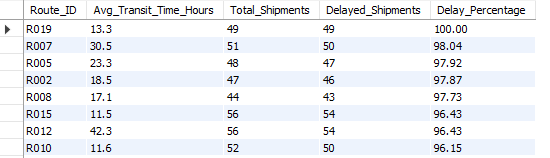 Route_ID Avg_Transit_Time_Hours Total_Shipments Delayed_Shipments Delay_Percentage
R019 13.3 49 49 100.00
R007 30.5 51 50 98.04
R005 23.3 48 47 97.92
R002 18.5 47 46 97.87
R008 17.1 44 43 97.73
R015 11.5 56 54 96.43
R012 42.3 56 54 96.43
R010 11.6 52 50 96.15